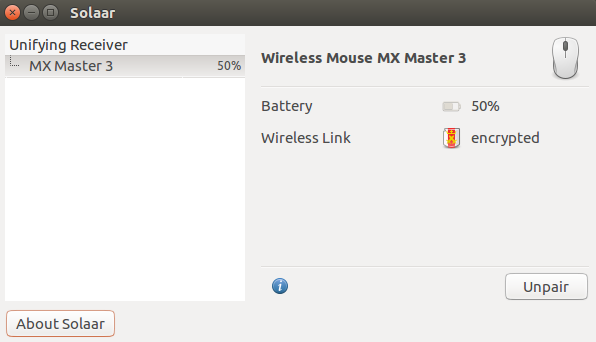 Solaar
Unifying Receiver
MX Master 3 50%
Wireless Mouse MX Master 3
Battery 50%
Wireless Link encrypted
Unpair
About Solaar